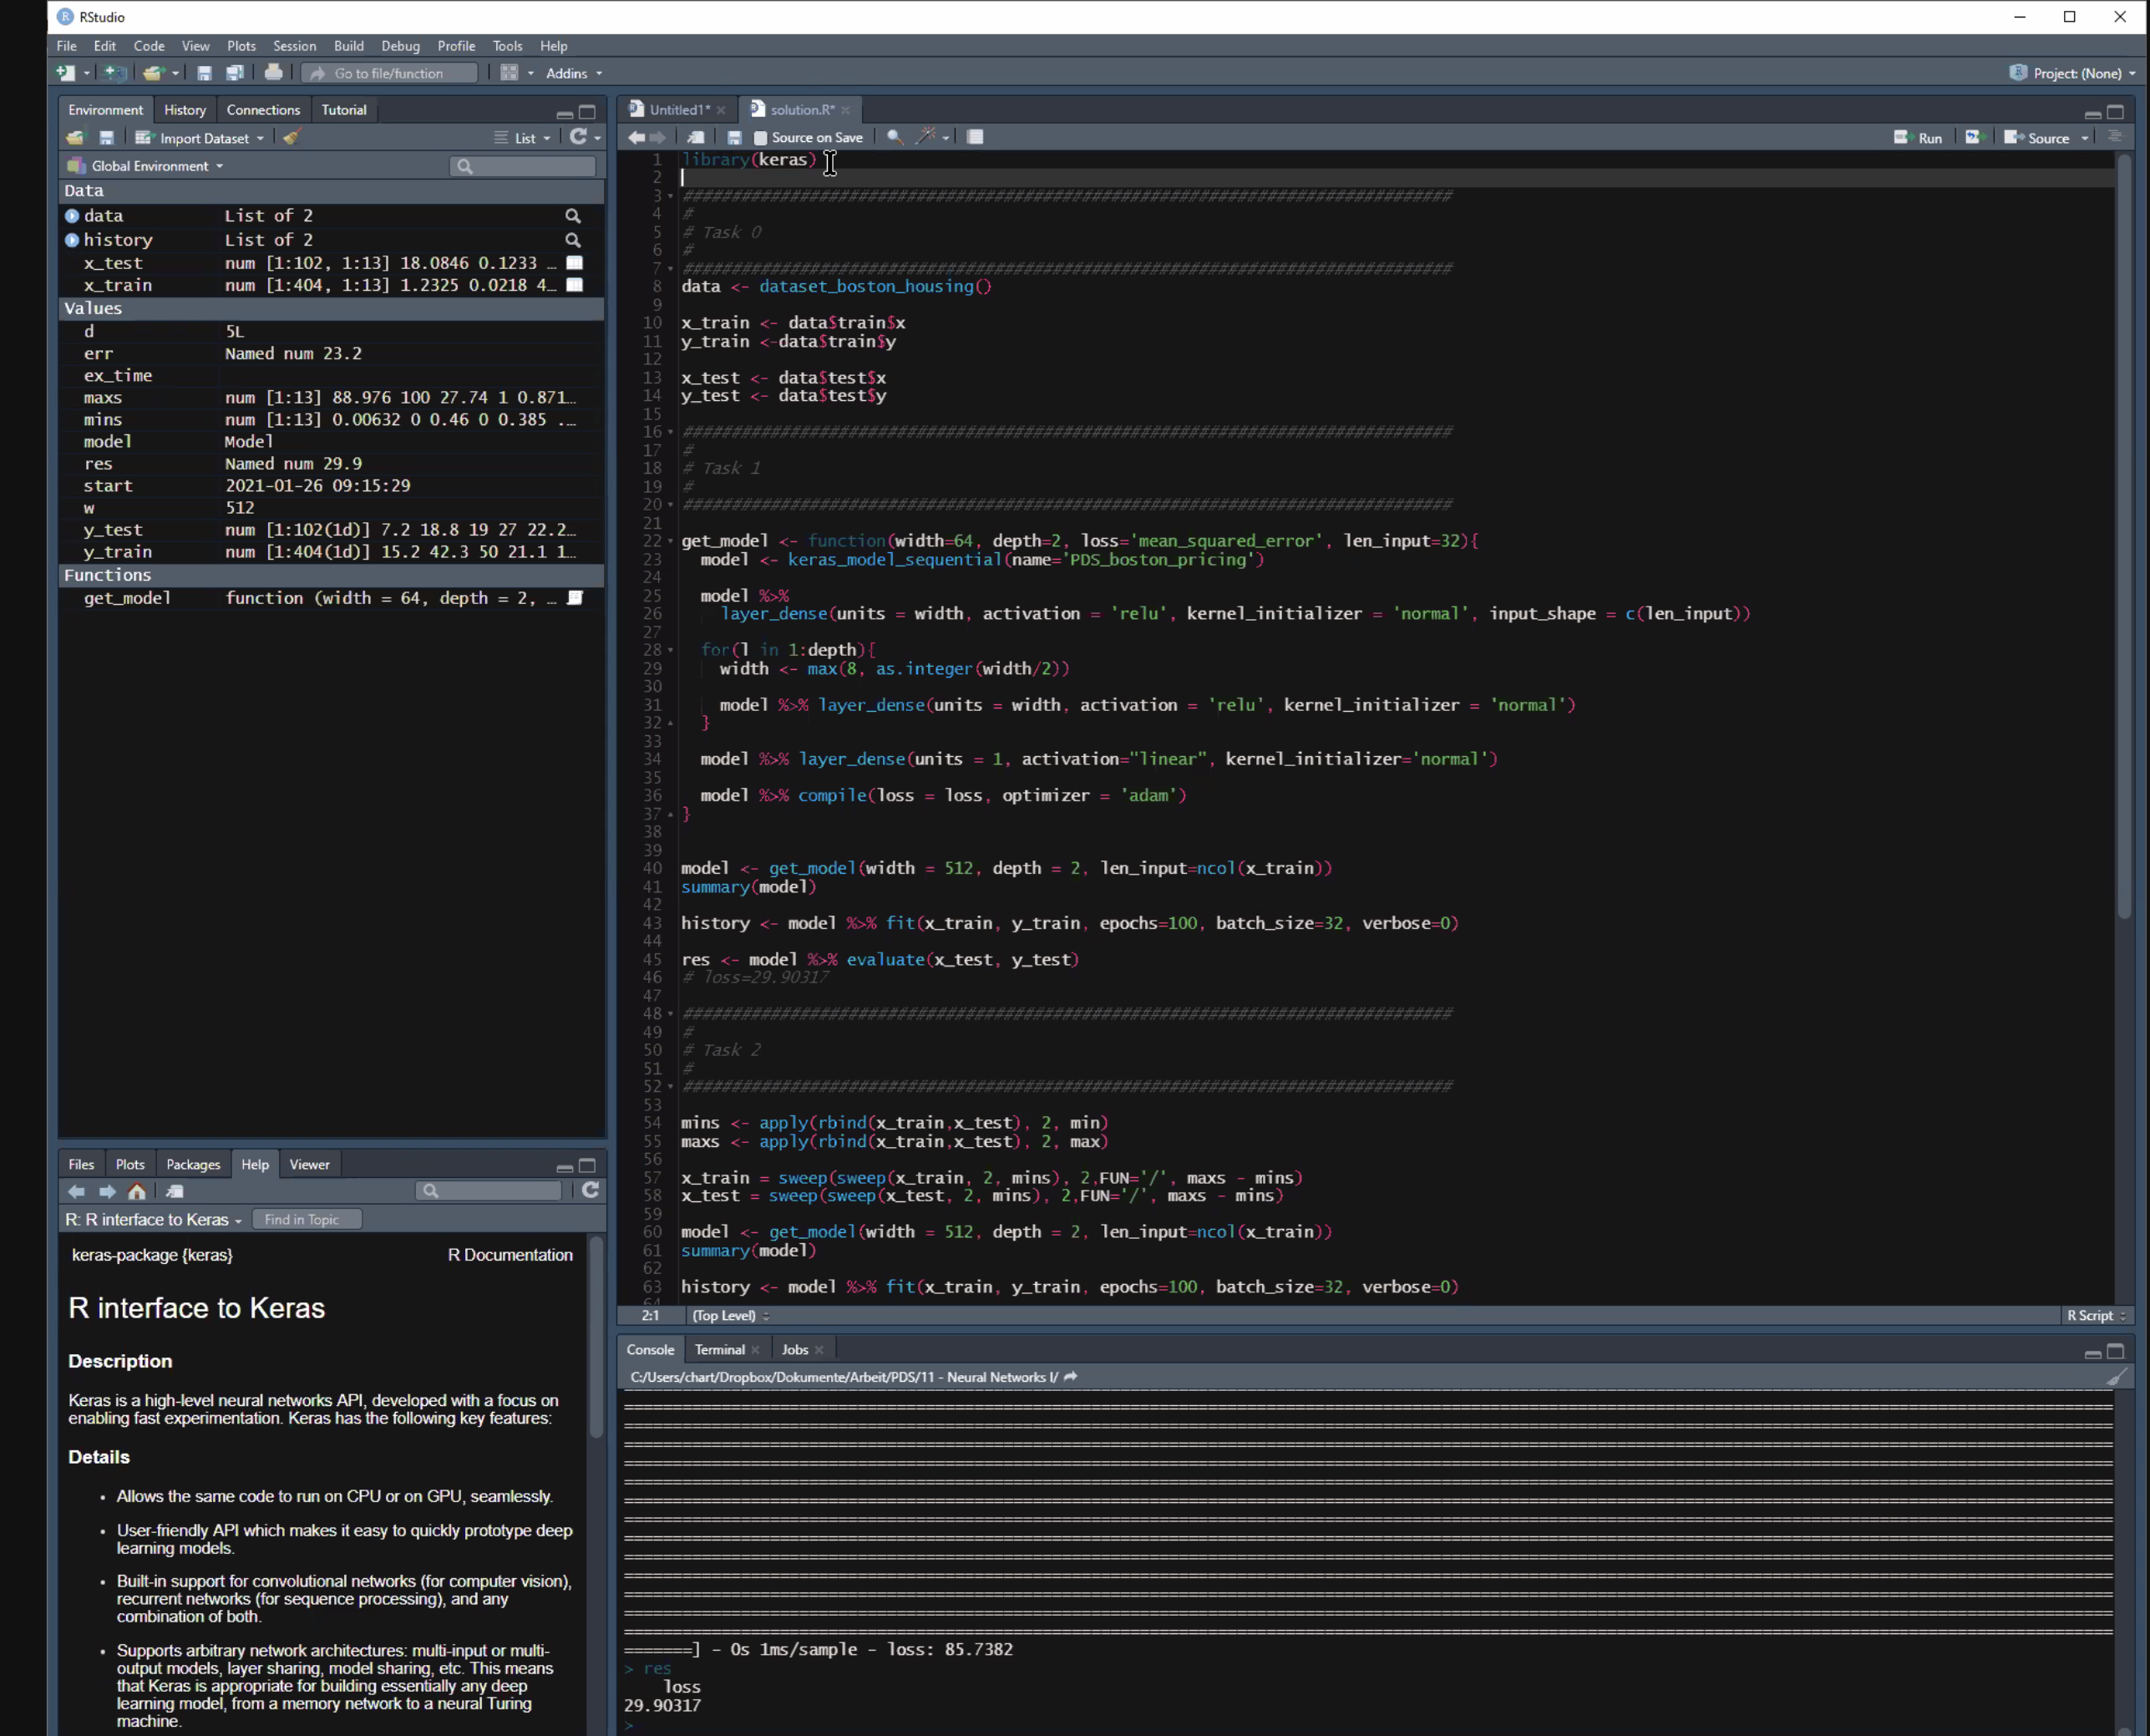 RStudio
File Edit Code View Plots Session Build Debug Profile Tools Help
Go to file/function Addins Project: (None)
Environment History Connections Tutorial
Import Dataset List
Global Environment
Data
data List of 2
history List of 2
x_test num [1:102, 1:13] 18.0846 0.1233 …
x_train num [1:404, 1:13] 1.2325 0.0218 4…
Values
d 5L
err Named num 23.2
ex_time
maxs num [1:13] 88.976 100 27.74 1 0.871…
mins num [1:13] 0.00632 0 0.46 0 0.385 .…
model Model
res Named num 29.9
start 2021-01-26 09:15:29
w 512
y_test num [1:102(1d)] 7.2 18.8 19 27 22.2…
y_train num [1:404(1d)] 15.2 42.3 50 21.1 1…
Functions
get_model function (width = 64, depth = 2, …
Files Plots Packages Help Viewer
R: R interface to Keras Find in Topic
keras-package {keras} R Documentation
R interface to Keras
Description
Keras is a high-level neural networks API, developed with a focus on
enabling fast experimentation. Keras has the following key features:
Details
• Allows the same code to run on CPU or on GPU, seamlessly.
• User-friendly API which makes it easy to quickly prototype deep
learning models.
• Built-in support for convolutional networks (for computer vision),
recurrent networks (for sequence processing), and any
combination of both.
• Supports arbitrary network architectures: multi-input or multi-
output models, layer sharing, model sharing, etc. This means
that Keras is appropriate for building essentially any deep
learning model, from a memory network to a neural Turing
machine.
Untitled1* solution.R*
Source on Save Run Source
1 library(keras)
2
3 ###############################################################################
4 #
5 # Task 0
6 #
7 ###############################################################################
8 data <- dataset_boston_housing()
9
10 x_train <- data$train$x
11 y_train <-data$train$y
12
13 x_test <- data$test$x
14 y_test <- data$test$y
15
16 ###############################################################################
17 #
18 # Task 1
19 #
20 ###############################################################################
21
22 get_model <- function(width=64, depth=2, loss='mean_squared_error', len_input=32){
23 model <- keras_model_sequential(name='PDS_boston_pricing')
24
25 model %>%
26 layer_dense(units = width, activation = 'relu', kernel_initializer = 'normal', input_shape = c(len_input))
27
28 for(l in 1:depth){
29 width <- max(8, as.integer(width/2))
30
31 model %>% layer_dense(units = width, activation = 'relu', kernel_initializer = 'normal')
32 }
33
34 model %>% layer_dense(units = 1, activation="linear", kernel_initializer='normal')
35
36 model %>% compile(loss = loss, optimizer = 'adam')
37 }
38
39
40 model <- get_model(width = 512, depth = 2, len_input=ncol(x_train))
41 summary(model)
42
43 history <- model %>% fit(x_train, y_train, epochs=100, batch_size=32, verbose=0)
44
45 res <- model %>% evaluate(x_test, y_test)
46 # loss=29.90317
47
48 ###############################################################################
49 #
50 # Task 2
51 #
52 ###############################################################################
53
54 mins <- apply(rbind(x_train,x_test), 2, min)
55 maxs <- apply(rbind(x_train,x_test), 2, max)
56
57 x_train = sweep(sweep(x_train, 2, mins), 2,FUN='/', maxs - mins)
58 x_test = sweep(sweep(x_test, 2, mins), 2,FUN='/', maxs - mins)
59
60 model <- get_model(width = 512, depth = 2, len_input=ncol(x_train))
61 summary(model)
62
63 history <- model %>% fit(x_train, y_train, epochs=100, batch_size=32, verbose=0)
64
2:1 (Top Level) R Script
Console Terminal Jobs
C:/Users/chart/Dropbox/Dokumente/Arbeit/PDS/11 - Neural Networks I/
=======] - 0s 1ms/sample - loss: 85.7382
> res
loss
29.90317
>